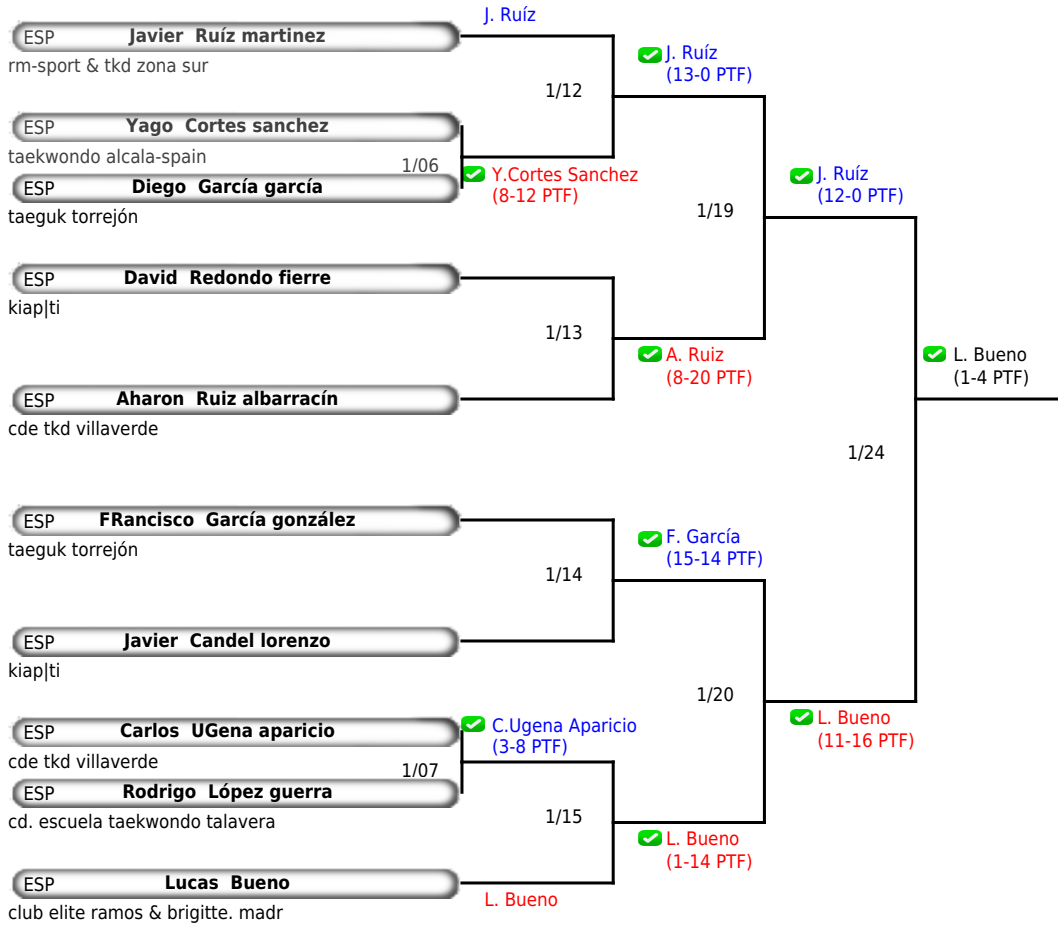 J. Ruíz
ESP Javier Ruíz martinez
rm-sport & tkd zona sur
J. Ruíz
(13-0 PTF)
1/12
ESP Yago Cortes sanchez
taekwondo alcala-spain
1/06
Y.Cortes Sanchez
(8-12 PTF)
ESP Diego García garcía
taeguk torrejón
J. Ruíz
(12-0 PTF)
1/19
ESP David Redondo fierre
kiap|ti
1/13
A. Ruiz
(8-20 PTF)
L. Bueno
(1-4 PTF)
ESP Aharon Ruiz albarracín
cde tkd villaverde
1/24
ESP FRancisco García gonzález
taeguk torrejón
F. García
(15-14 PTF)
1/14
ESP Javier Candel lorenzo
kiap|ti
1/20
L. Bueno
(11-16 PTF)
ESP Carlos UGena aparicio
C.Ugena Aparicio
(3-8 PTF)
cde tkd villaverde
1/07
ESP Rodrigo López guerra
cd. escuela taekwondo talavera
1/15
L. Bueno
(1-14 PTF)
ESP Lucas Bueno
L. Bueno
club elite ramos & brigitte. madr